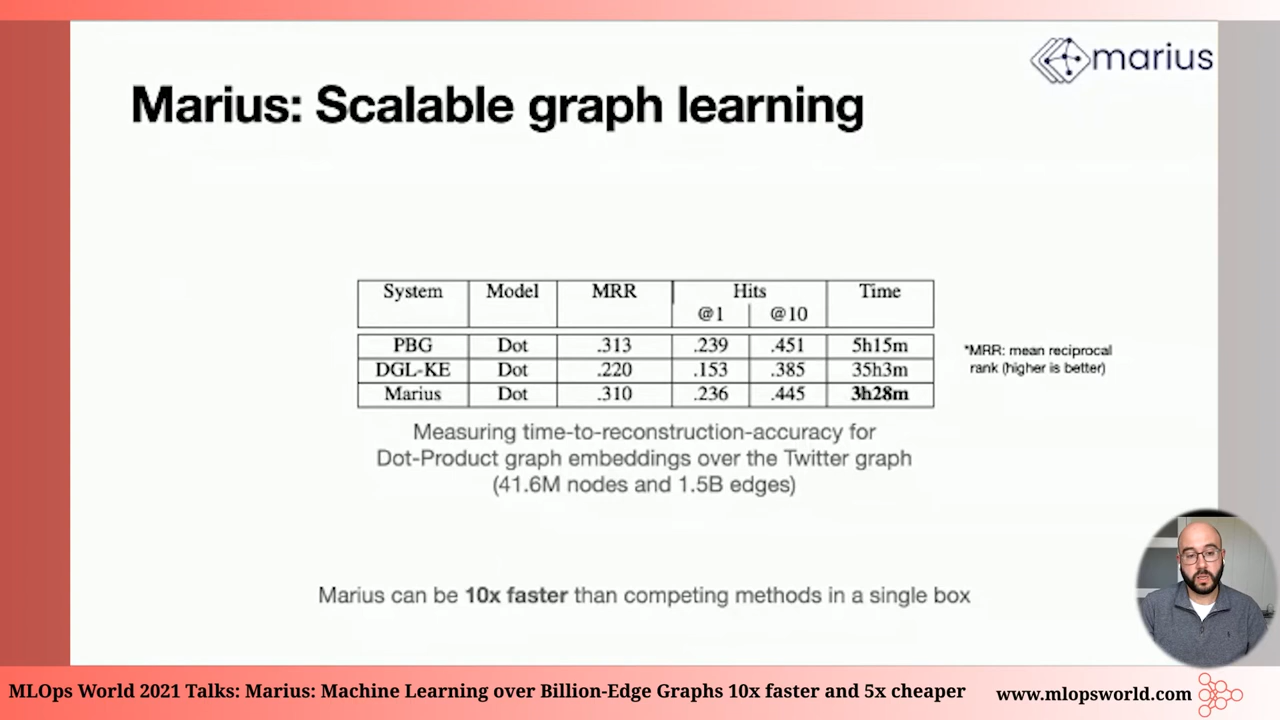 marius
Marius: Scalable graph learning
System Model MRR Hits Time
@1 @10
PBG Dot .313 .239 .451 5h15m
DGL-KE Dot .220 .153 .385 35h3m
Marius Dot .310 .236 .445 3h28m
*MRR: mean reciprocal
rank (higher is better)
Measuring time-to-reconstruction-accuracy for
Dot-Product graph embeddings over the Twitter graph
(41.6M nodes and 1.5B edges)
Marius can be 10x faster than competing methods in a single box
MLOps World 2021 Talks: Marius: Machine Learning over Billion-Edge Graphs 10x faster and 5x cheaper
www.mlopsworld.com